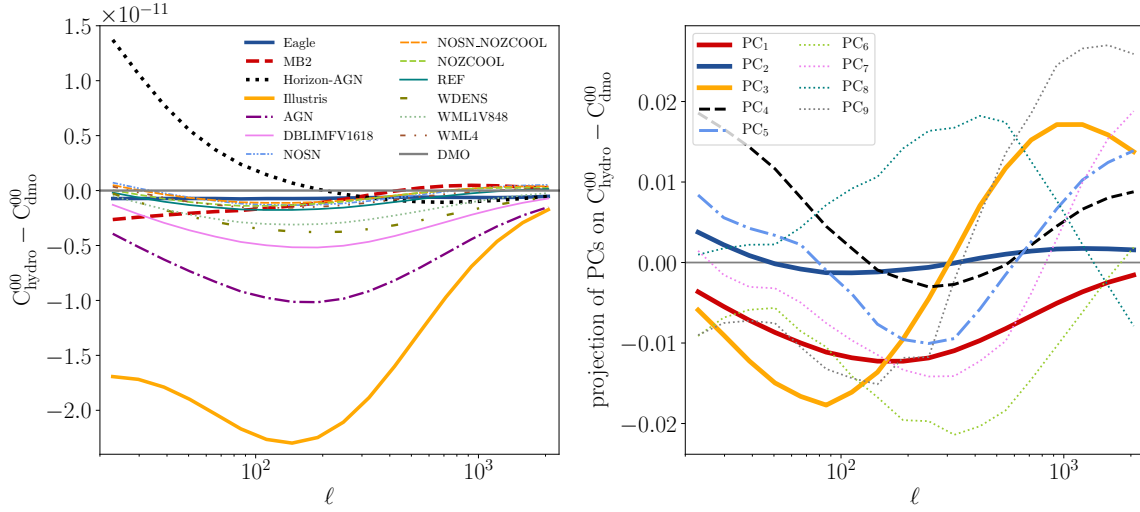 ×10⁻¹¹
1.5
1.0
0.5
0.0
−0.5
−1.0
−1.5
−2.0
C⁰⁰hydro − C⁰⁰dmo
10²
10³
ℓ
Eagle
MB2
Horizon-AGN
Illustris
AGN
DBLIMFV1618
NOSN
NOSN_NOZCOOL
NOZCOOL
REF
WDENS
WML1V848
WML4
DMO
projection of PCs on C⁰⁰hydro − C⁰⁰dmo
0.02
0.01
0.00
−0.01
−0.02
10²
10³
ℓ
PC₁
PC₂
PC₃
PC₄
PC₅
PC₆
PC₇
PC₈
PC₉